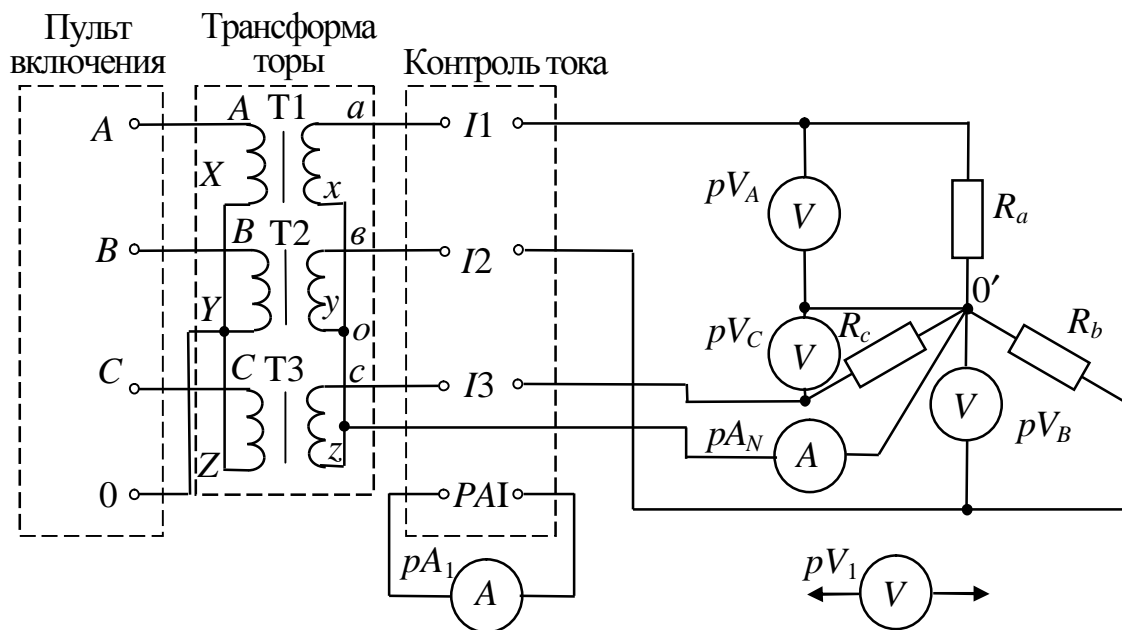 Пульт
включения
Трансформа
торы
Контроль тока
A
A
T1
a
I1
X
x
pV_A
V
R_a
B
B
T2
в
I2
Y
y
o
0′
pV_C
V
R_c
R_b
C
C
T3
c
I3
Z
z
pA_N
A
V
pV_B
0
PAI
pA_1
A
pV_1
V